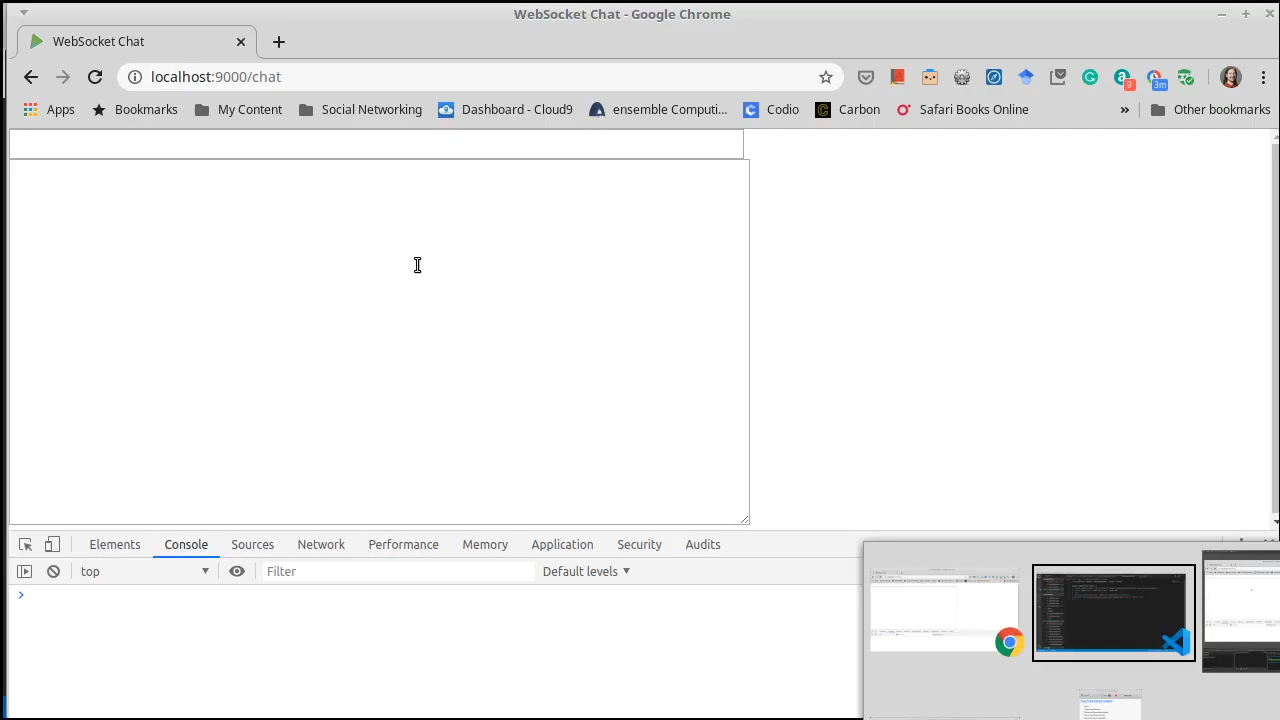 WebSocket Chat - Google Chrome
WebSocket Chat
localhost:9000/chat
9
3m
Apps
Bookmarks
My Content
Social Networking
Dashboard - Cloud9
ensemble Computi...
Codio
Carbon
Safari Books Online
»
Other bookmarks
Elements
Console
Sources
Network
Performance
Memory
Application
Security
Audits
top
Filter
Default levels